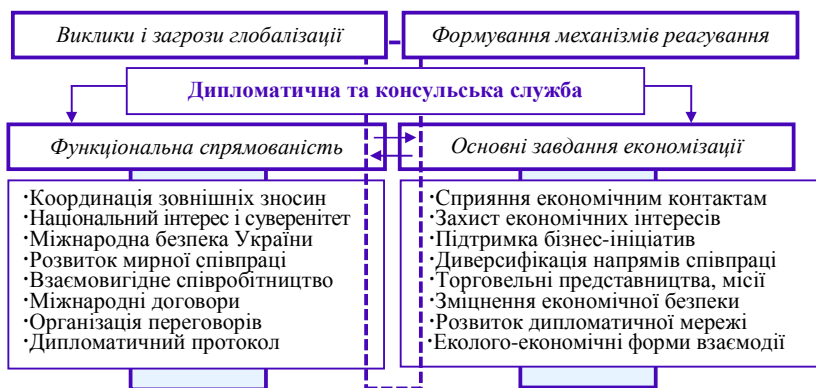 Виклики і загрози глобалізації
Формування механізмів реагування
Дипломатична та консульська служба
Функціональна спрямованість
Основні завдання економізації
·Координація зовнішніх зносин
·Національний інтерес і суверенітет
·Міжнародна безпека України
·Розвиток мирної співпраці
·Взаємовигідне співробітництво
·Міжнародні договори
·Організація переговорів
·Дипломатичний протокол
·Сприяння економічним контактам
·Захист економічних інтересів
·Підтримка бізнес-ініціатив
·Диверсифікація напрямів співпраці
·Торговельні представництва, місії
·Зміцнення економічної безпеки
·Розвиток дипломатичної мережі
·Еколого-економічні форми взаємодії